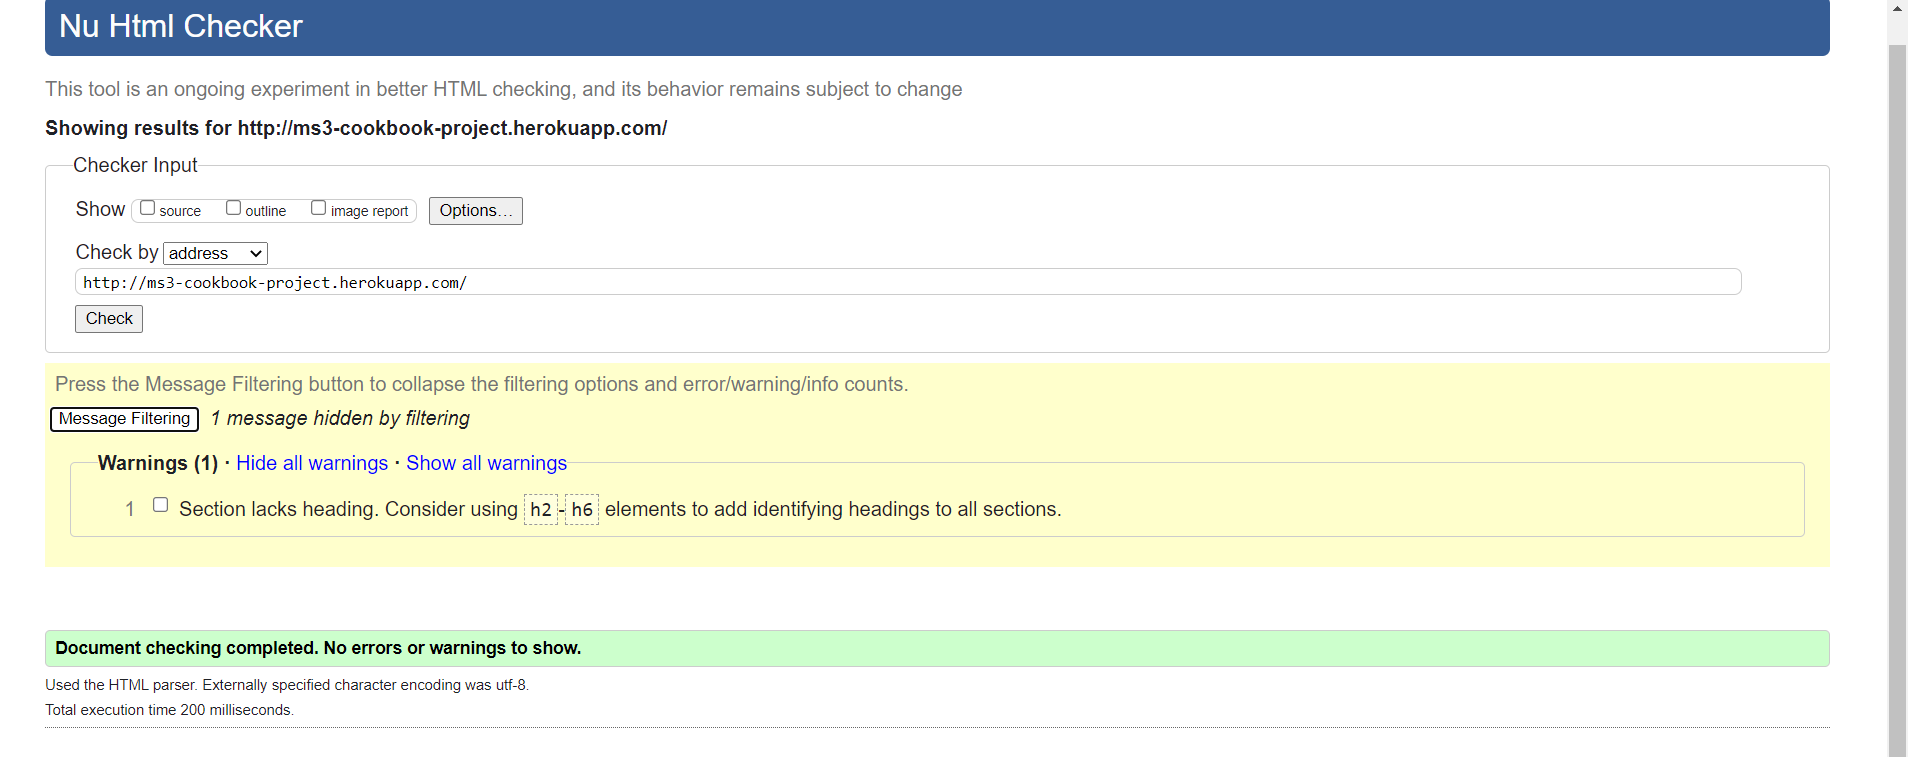 Nu Html Checker
This tool is an ongoing experiment in better HTML checking, and its behavior remains subject to change
Showing results for http://ms3-cookbook-project.herokuapp.com/
Checker Input
Show source outline image report Options...
Check by address
http://ms3-cookbook-project.herokuapp.com/
Check
Press the Message Filtering button to collapse the filtering options and error/warning/info counts.
Message Filtering 1 message hidden by filtering
Warnings (1) · Hide all warnings · Show all warnings
1 Section lacks heading. Consider using h2-h6 elements to add identifying headings to all sections.
Document checking completed. No errors or warnings to show.
Used the HTML parser. Externally specified character encoding was utf-8.
Total execution time 200 milliseconds.